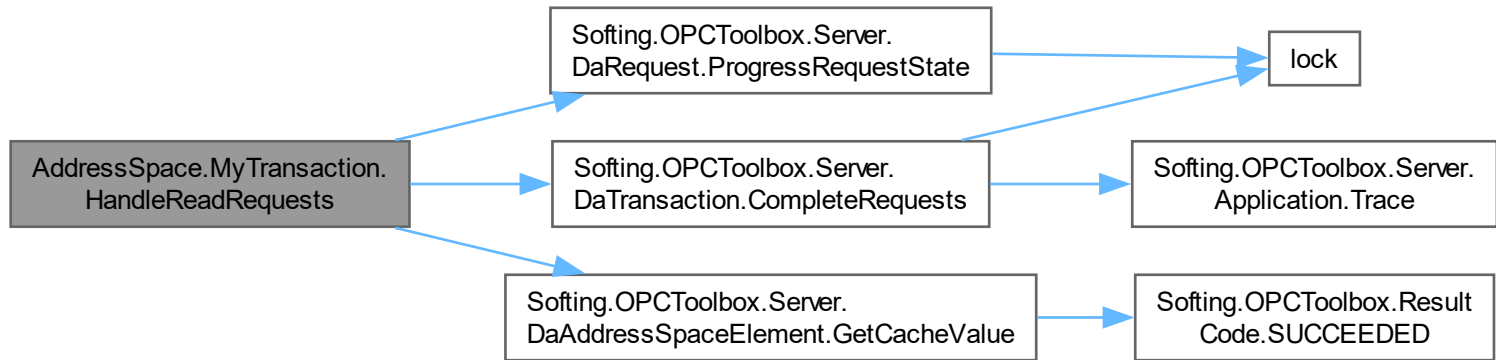 Softing.OPCToolbox.Server.
DaRequest.ProgressRequestState
lock
AddressSpace.MyTransaction.
HandleReadRequests
Softing.OPCToolbox.Server.
DaTransaction.CompleteRequests
Softing.OPCToolbox.Server.
Application.Trace
Softing.OPCToolbox.Server.
DaAddressSpaceElement.GetCacheValue
Softing.OPCToolbox.Result
Code.SUCCEEDED